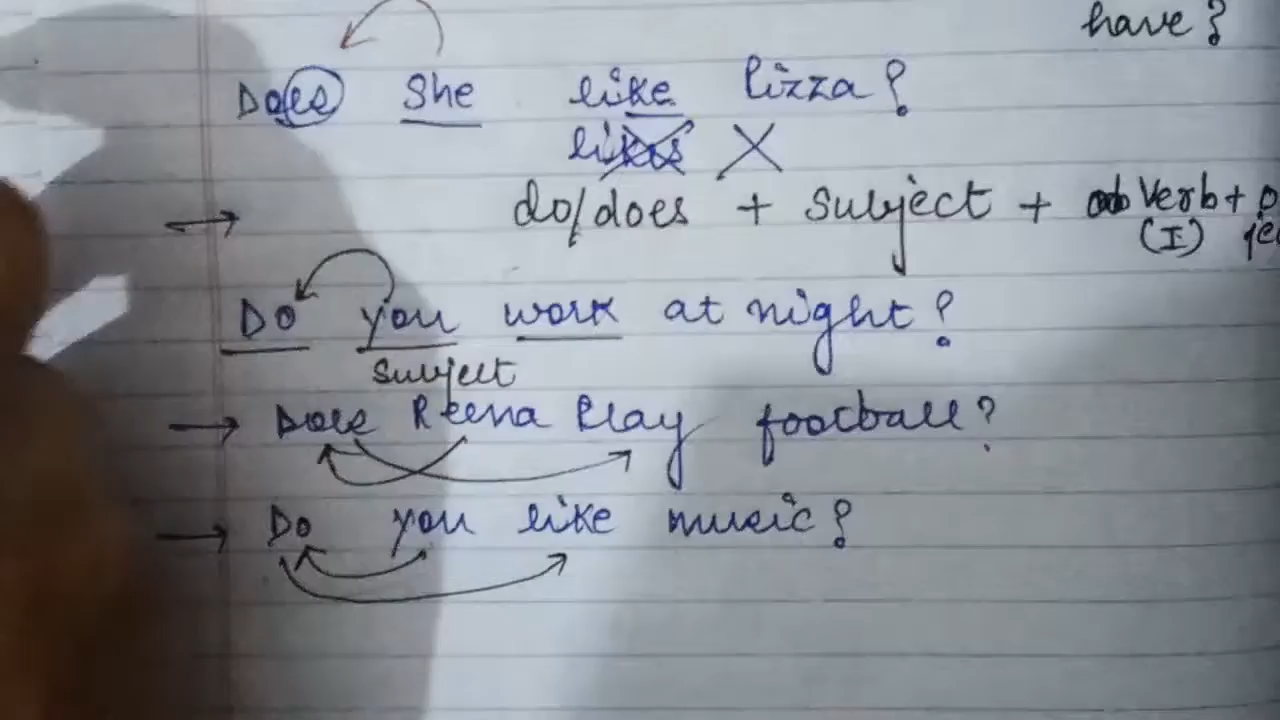 have?
Does She like Pizza?
likes X
→ do/does + Subject + Verb + 
(I)
Do you work at night?
Subject
→ Does Reena Play football?
→ Do you like music?